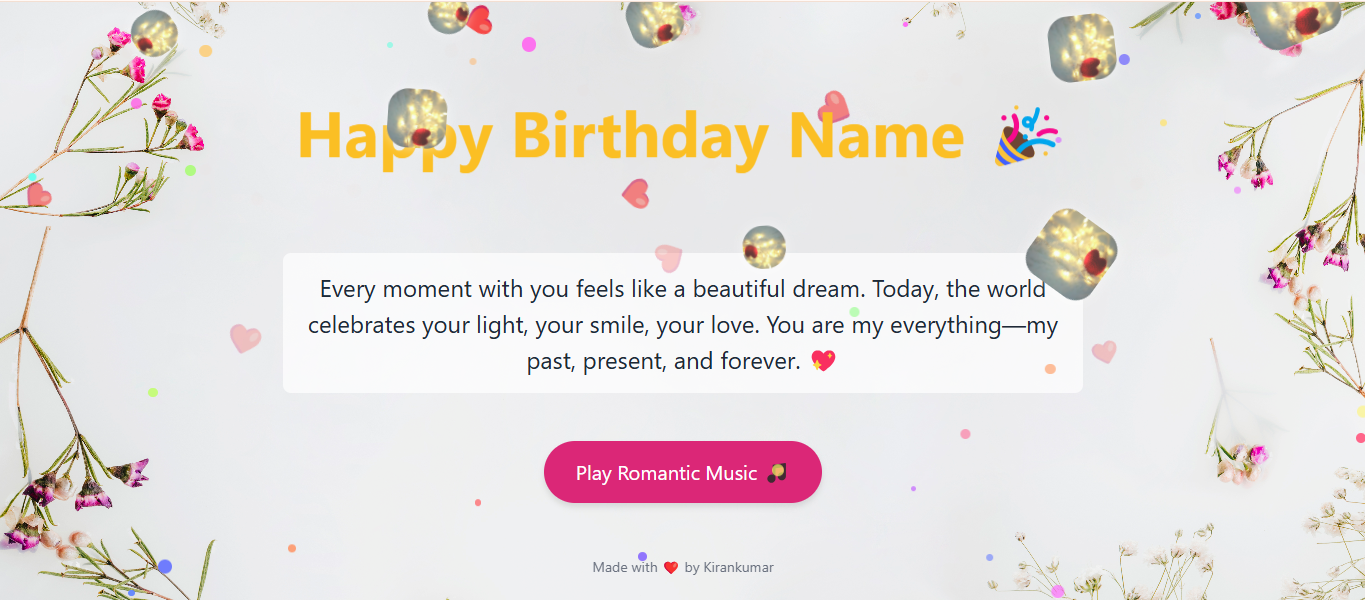 Happy Birthday Name 🎉
Every moment with you feels like a beautiful dream. Today, the world
celebrates your light, your smile, your love. You are my everything—my
past, present, and forever. 💖
Play Romantic Music
Made with ❤️ by Kirankumar